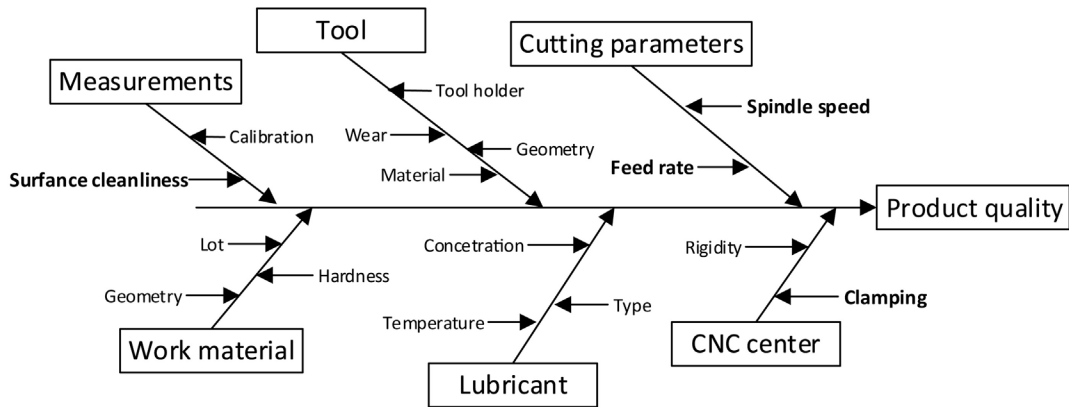 Tool
Cutting parameters
Measurements
Tool holder
Spindle speed
Calibration
Wear
Geometry
Feed rate
Material
Surfance cleanliness
Product quality
Lot
Concetration
Rigidity
Hardness
Geometry
Clamping
Type
Temperature
Work material
CNC center
Lubricant